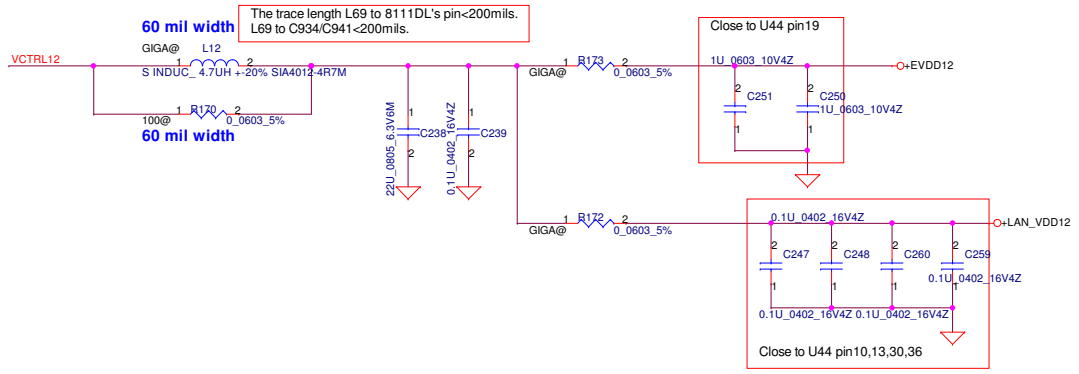 The trace length L69 to 8111DL's pin<200mils.
L69 to C934/C941<200mils.
60 mil width
GIGA@
L12
1
2
VCTRL12
S INDUC_ 4.7UH +-20% SIA4012-4R7M
R170
1
2
100@
0_0603_5%
60 mil width
1
C238
2
22U_0805_6.3V6M
1
C239
2
0.1U_0402_16V4Z
R173
1
2
GIGA@
0_0603_5%
Close to U44 pin19
1U_0603_10V4Z
+EVDD12
2
C251
1
2
C250
1U_0603_10V4Z
1
R172
1
2
GIGA@
0_0603_5%
0.1U_0402_16V4Z
+LAN_VDD12
2
C247
1
2
C248
1
2
C260
1
2
C259
0.1U_0402_16V4Z
1
0.1U_0402_16V4Z
0.1U_0402_16V4Z
Close to U44 pin10,13,30,36